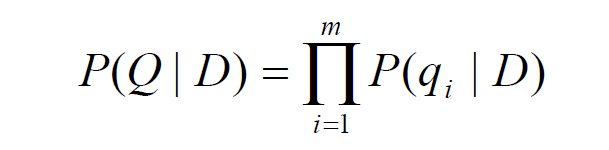 P(Q | D) = ∏_{i=1}^{m} P(q_i | D)